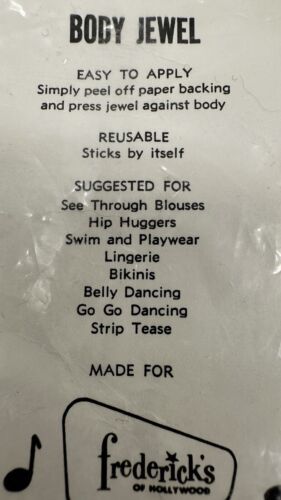 BODY JEWEL
EASY TO APPLY
Simply peel off paper backing
and press jewel against body
REUSABLE
Sticks by itself
SUGGESTED FOR
See Through Blouses
Hip Huggers
Swim and Playwear
Lingerie
Bikinis
Belly Dancing
Go Go Dancing
Strip Tease
MADE FOR
frederick's
OF HOLLYWOOD